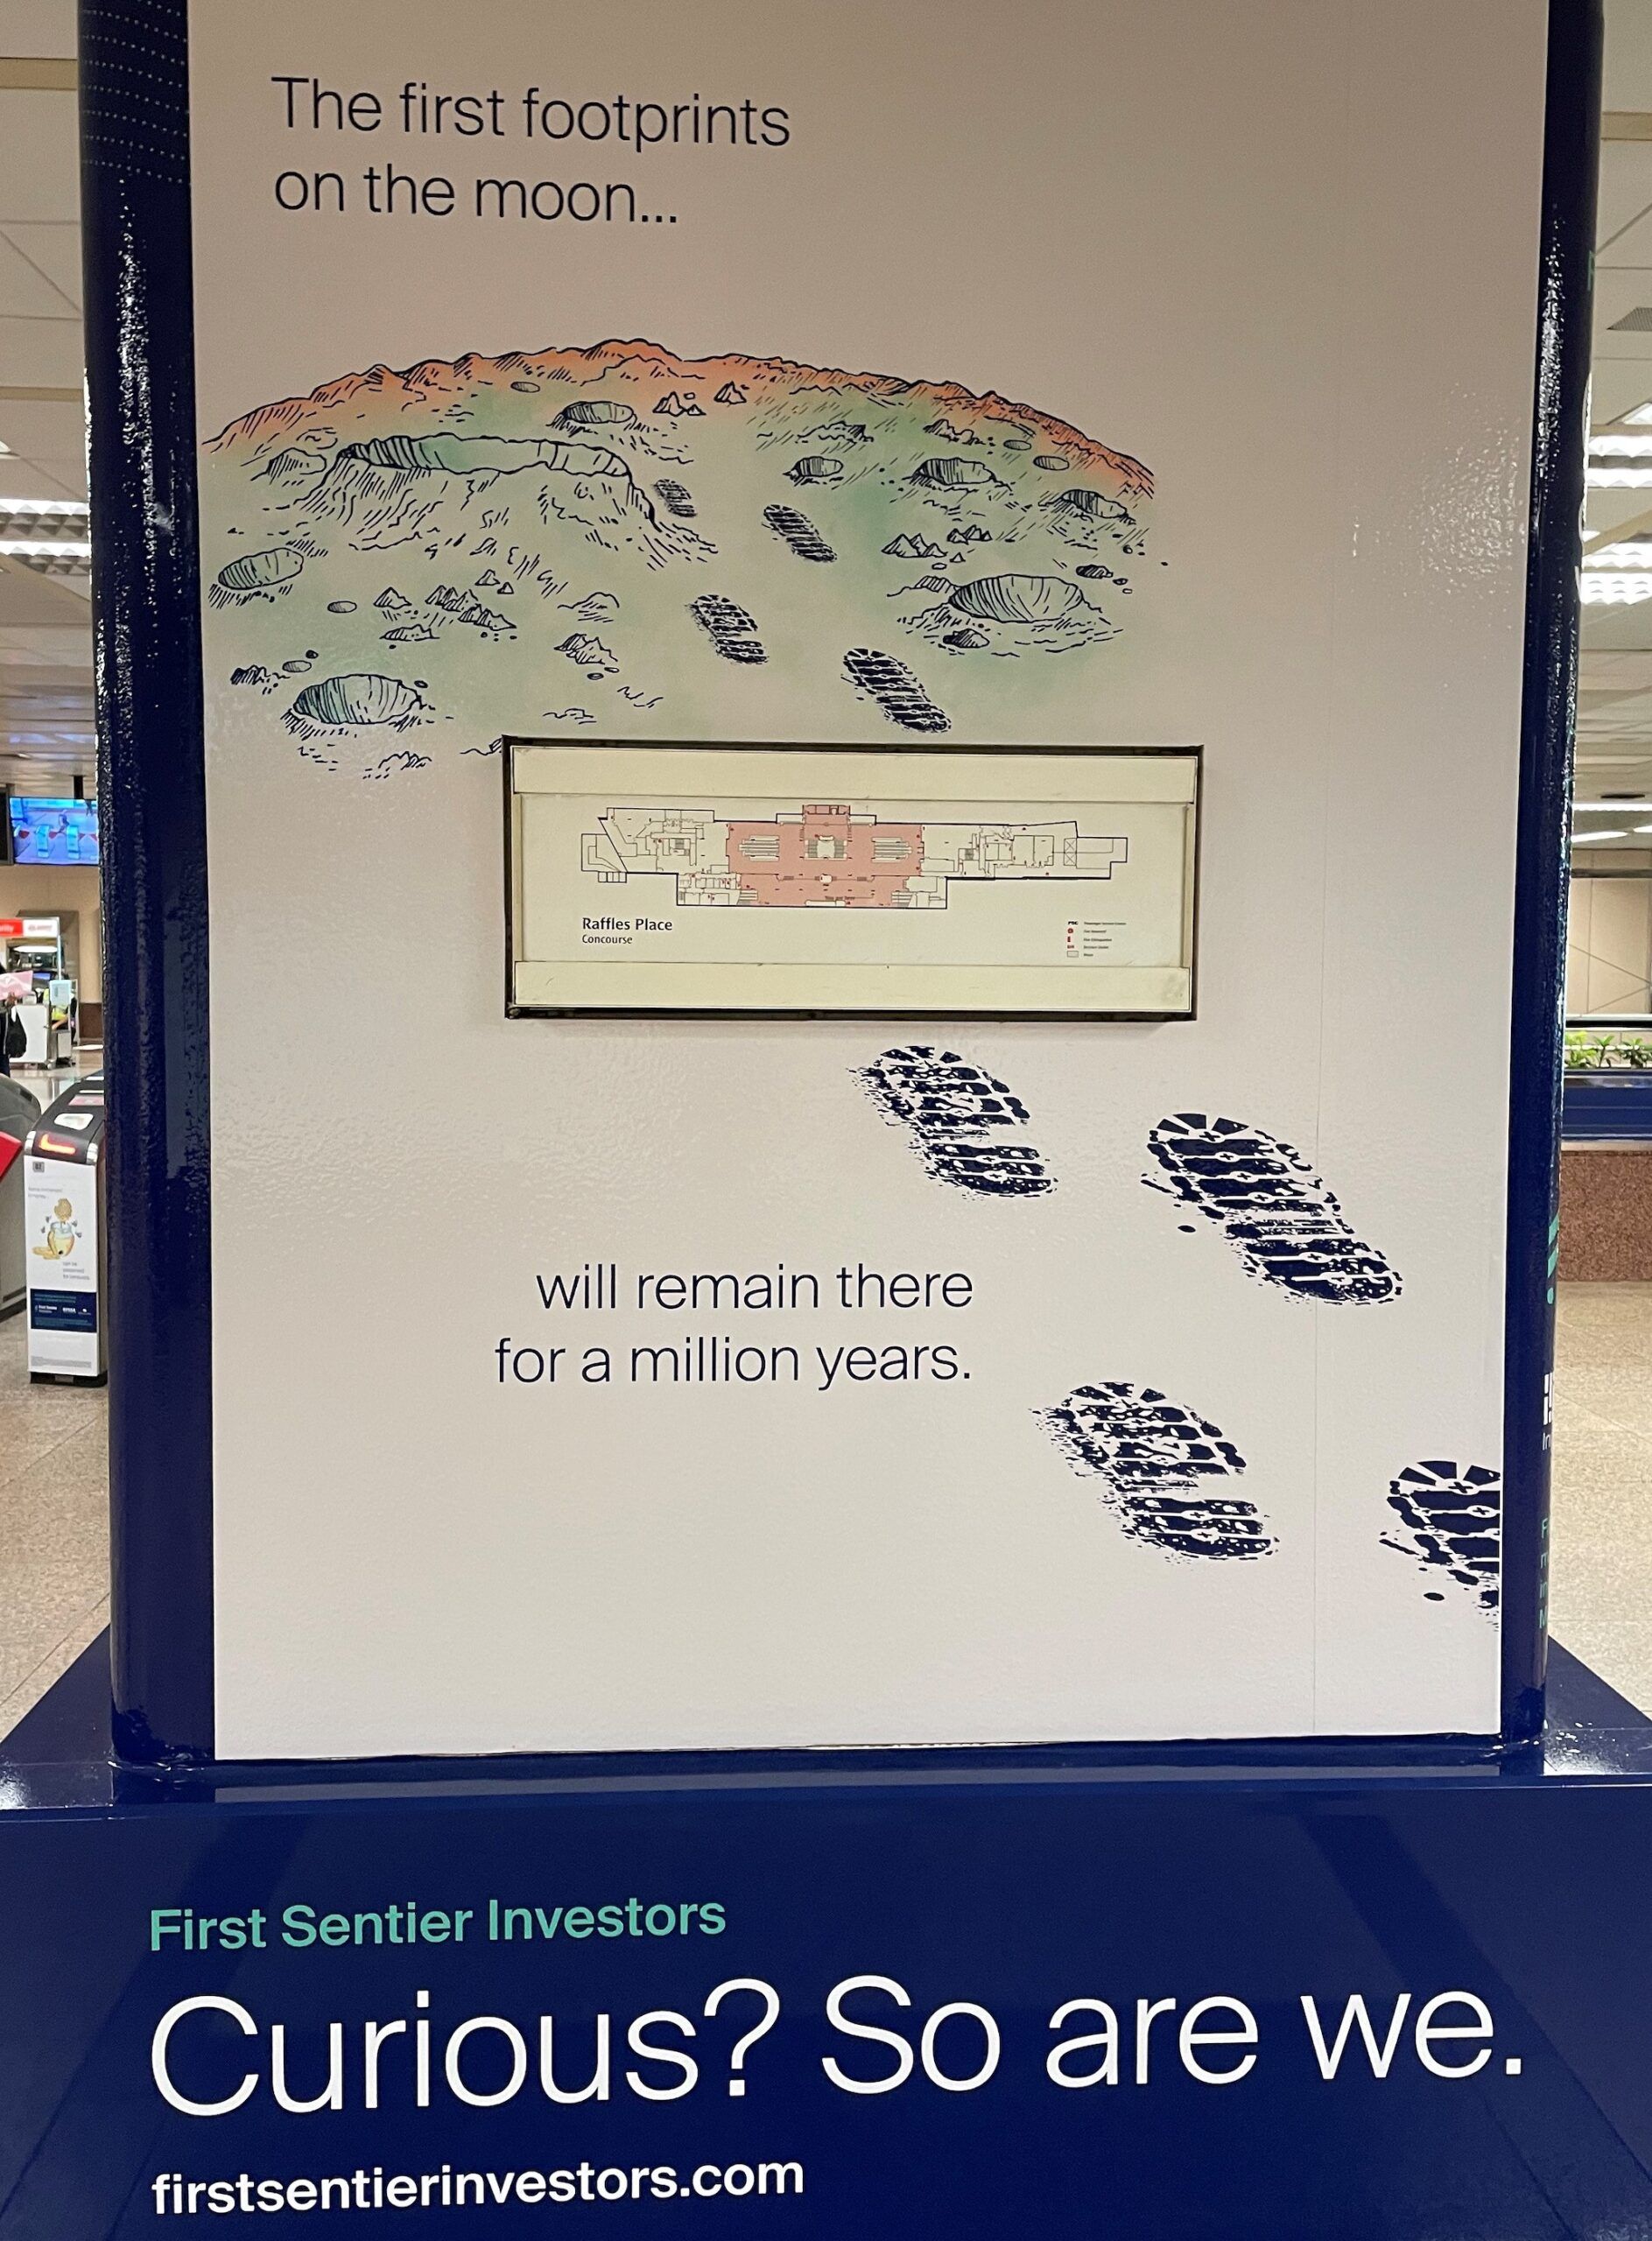 The first footprints
on the moon...
Raffles Place
Concourse
will remain there
for a million years.
First Sentier Investors
Curious? So are we.
firstsentierinvestors.com